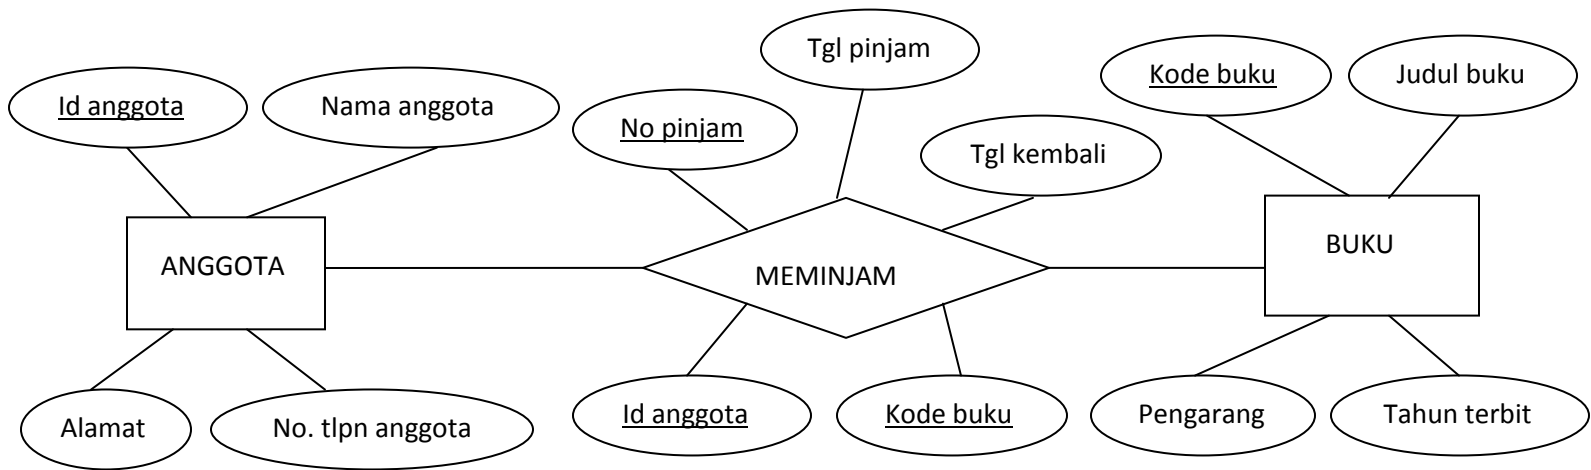 Tgl pinjam
Kode buku
Judul buku
Id anggota
Nama anggota
No pinjam
Tgl kembali
ANGGOTA
MEMINJAM
BUKU
Alamat
No. tlpn anggota
Id anggota
Kode buku
Pengarang
Tahun terbit